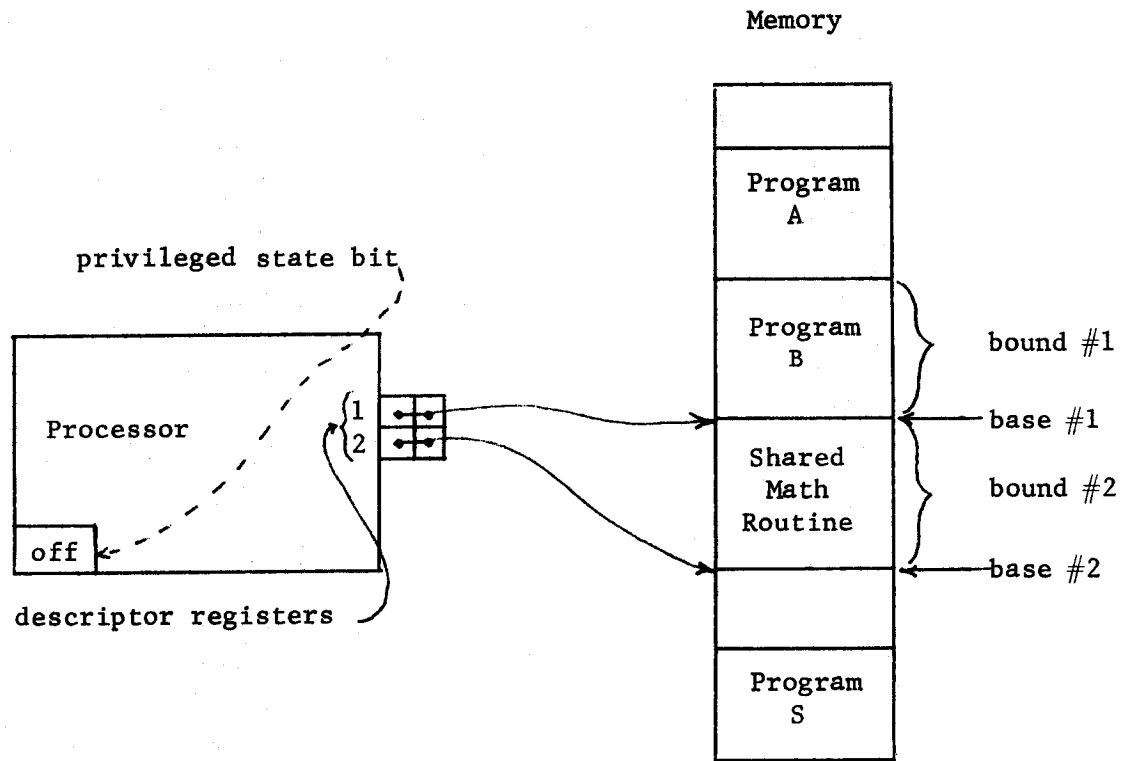 Memory
Program
A
privileged state bit
Program
B
bound #1
Processor
1
2
base #1
Shared
Math
Routine
bound #2
off
base #2
descriptor registers
Program
S